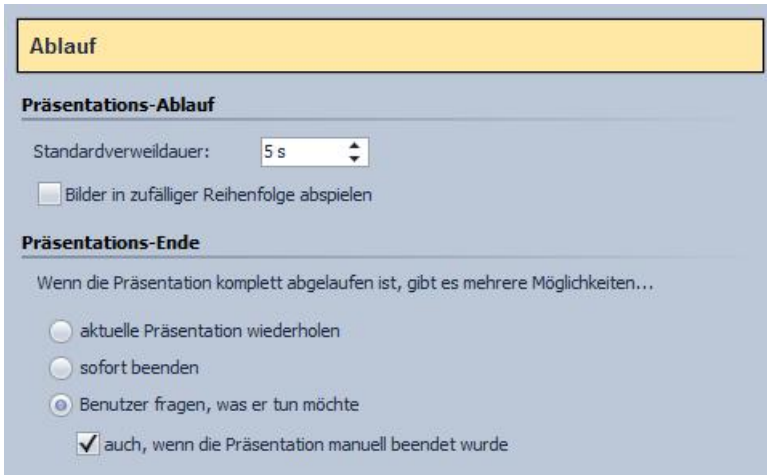 Ablauf
Präsentations-Ablauf
Standardverweildauer: 5 s
Bilder in zufälliger Reihenfolge abspielen
Präsentations-Ende
Wenn die Präsentation komplett abgelaufen ist, gibt es mehrere Möglichkeiten...
aktuelle Präsentation wiederholen
sofort beenden
Benutzer fragen, was er tun möchte
auch, wenn die Präsentation manuell beendet wurde